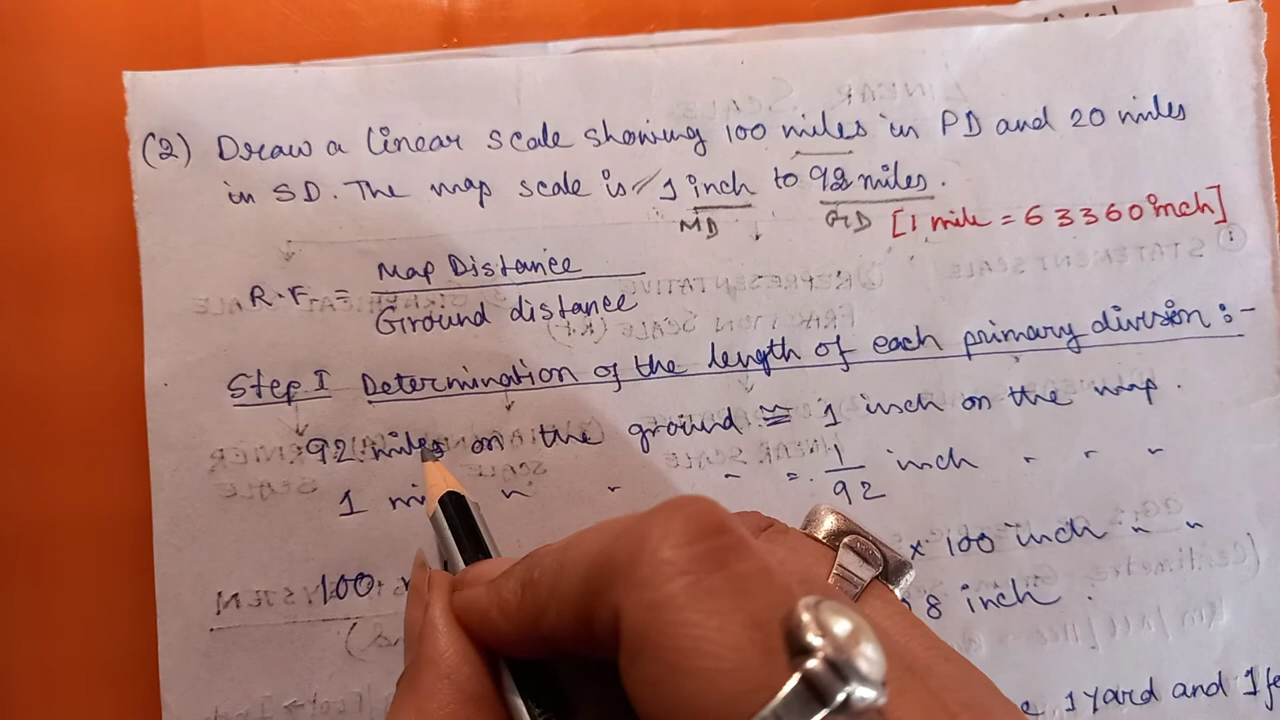 (2) Draw a linear scale showing 100 miles in PD and 20 miles
in SD. The map scale is 1 inch to 92 miles.
MD GD [1 mile = 63360 inch]
R.F. = Map Distance
Ground distance
Step.I Determination of the length of each primary division :-
92 miles on the ground ≅ 1 inch on the map.
1 " " " = 1/92 inch " " "
100 x 100 inch " "
8 inch.
1 yard and 1